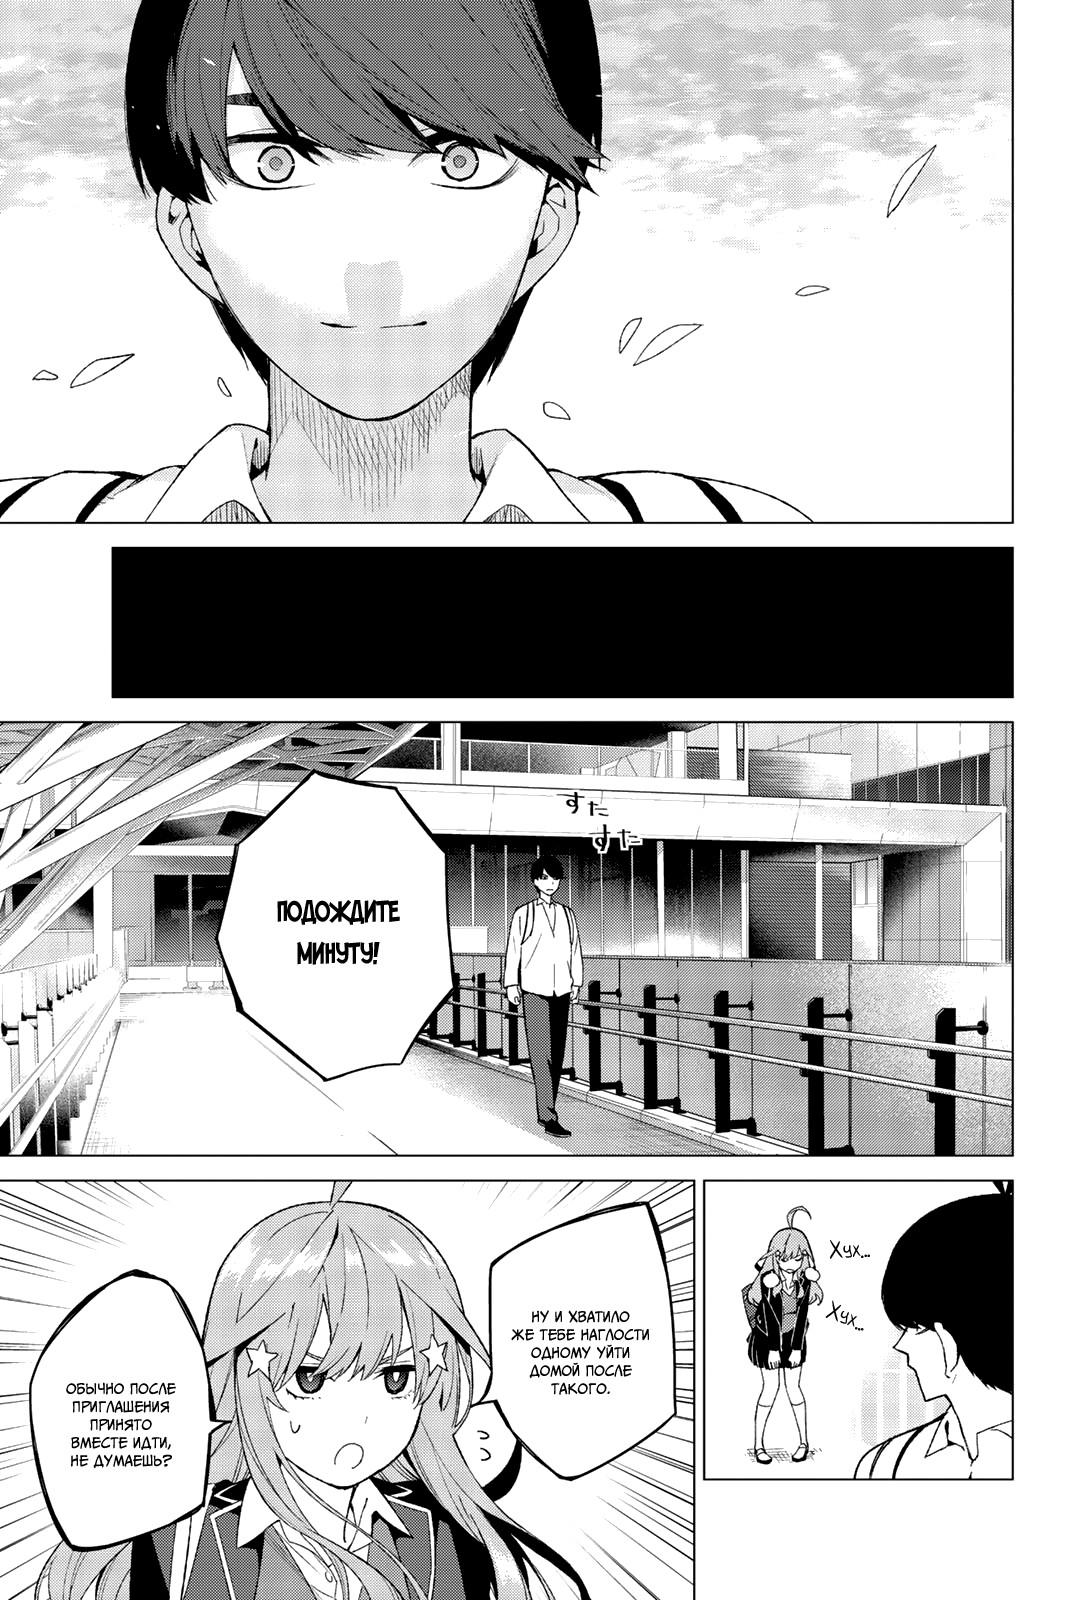 すた
すた
ПОДОЖДИТЕ
МИНУТУ!
Хух...
Хух...
НУ И ХВАТИЛО
ЖЕ ТЕБЕ НАГЛОСТИ
ОДНОМУ УЙТИ
ДОМОЙ ПОСЛЕ
ТАКОГО.
ОБЫЧНО ПОСЛЕ
ПРИГЛАШЕНИЯ
ПРИНЯТО
ВМЕСТЕ ИДТИ,
НЕ ДУМАЕШЬ?